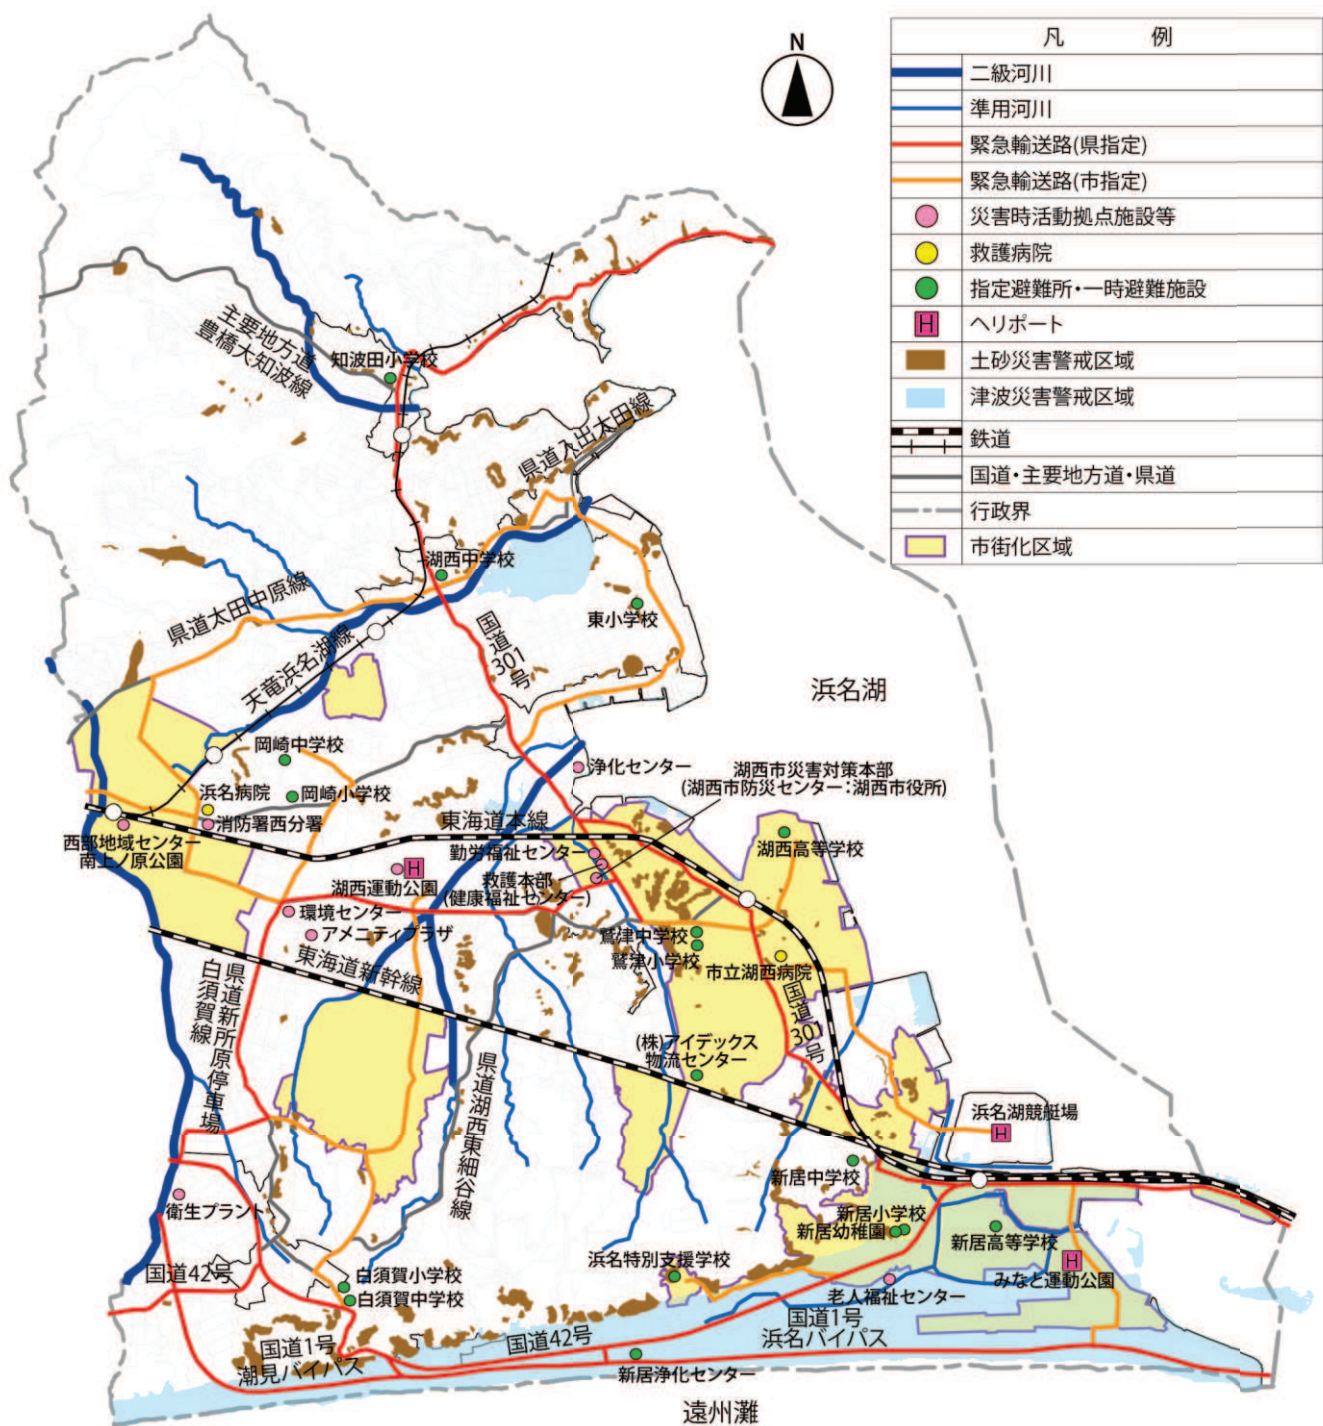 N
凡 例
二級河川
準用河川
緊急輸送路(県指定)
緊急輸送路(市指定)
災害時活動拠点施設等
救護病院
指定避難所・一時避難施設
H
ヘリポート
土砂災害警戒区域
津波災害警戒区域
鉄道
国道・主要地方道・県道
行政界
市街化区域
主要地方道
豊橋大知波線
知波田小学校
県道入出太田線
湖西中学校
東小学校
県道太田中原線
天竜浜名湖線
国道301号
浜名湖
岡崎中学校
浄化センター
湖西市災害対策本部
(湖西市防災センター:湖西市役所)
浜名病院
岡崎小学校
消防署西分署
東海道本線
西部地域センター
南上ノ原公園
勤労福祉センター
湖西高等学校
H
湖西運動公園
救護本部
(健康福祉センター)
環境センター
アメニティプラザ
鷲津中学校
鷲津小学校
市立湖西病院
東海道新幹線
県道新所原停車場
白須賀線
国道301号
(株)アイデックス
物流センター
県道湖西東細谷線
浜名湖競艇場
H
新居中学校
衛生プラント
新居小学校
新居幼稚園
新居高等学校
浜名特別支援学校
H
みなと運動公園
国道42号
白須賀小学校
白須賀中学校
老人福祉センター
国道1号
浜名バイパス
国道42号
国道1号
潮見バイパス
新居浄化センター
遠州灘